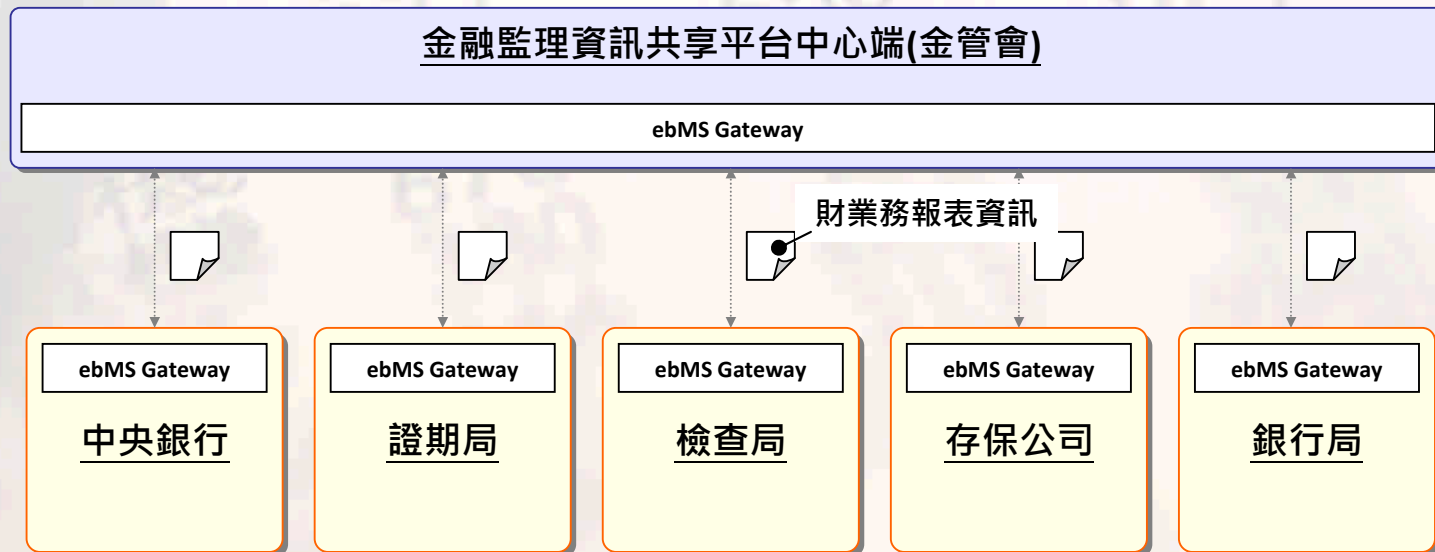 金融監理資訊共享平台中心端(金管會)
ebMS Gateway
財業務報表資訊
ebMS Gateway
ebMS Gateway
ebMS Gateway
ebMS Gateway
ebMS Gateway
中央銀行
證期局
檢查局
存保公司
銀行局